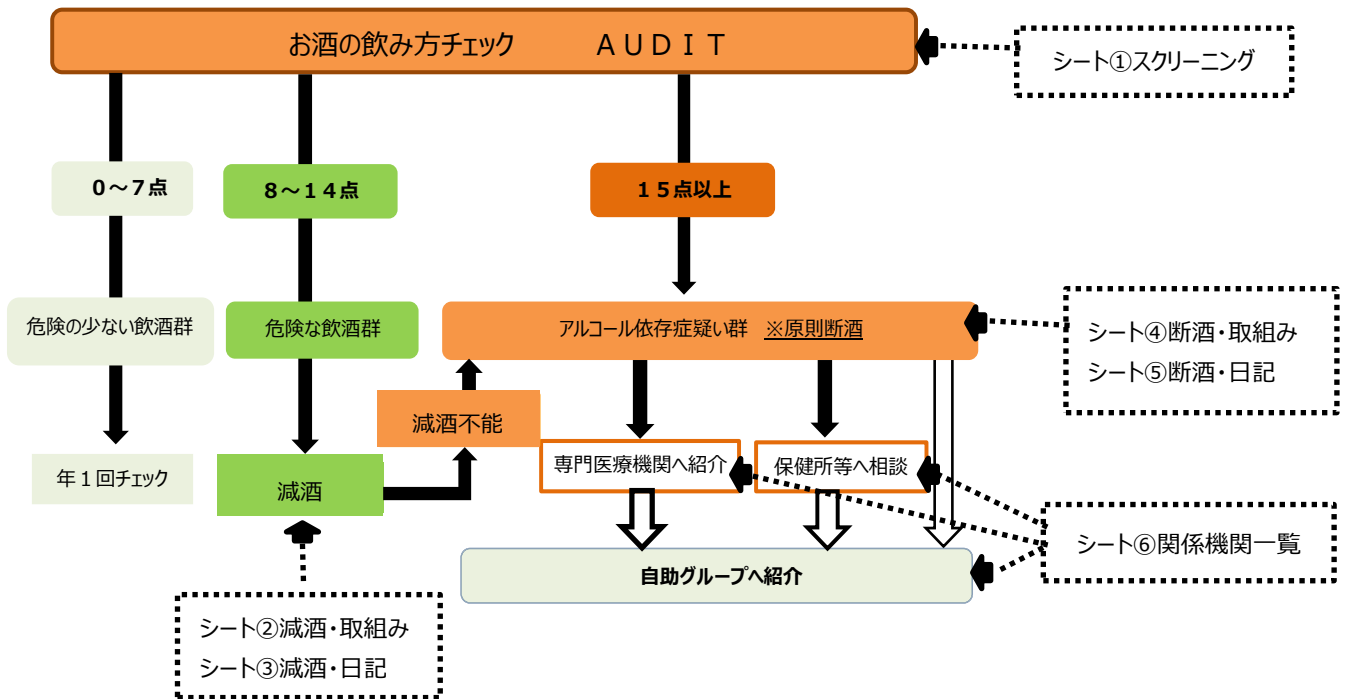 お酒の飲み方チェック　　ＡＵＤＩＴ
シート①スクリーニング
０～７点
８～１４点
１５点以上
危険の少ない飲酒群
危険な飲酒群
アルコール依存症疑い群　※原則断酒
シート④断酒・取組み
シート⑤断酒・日記
減酒不能
年１回チェック
減酒
専門医療機関へ紹介
保健所等へ相談
シート⑥関係機関一覧
自助グループへ紹介
シート②減酒・取組み
シート③減酒・日記